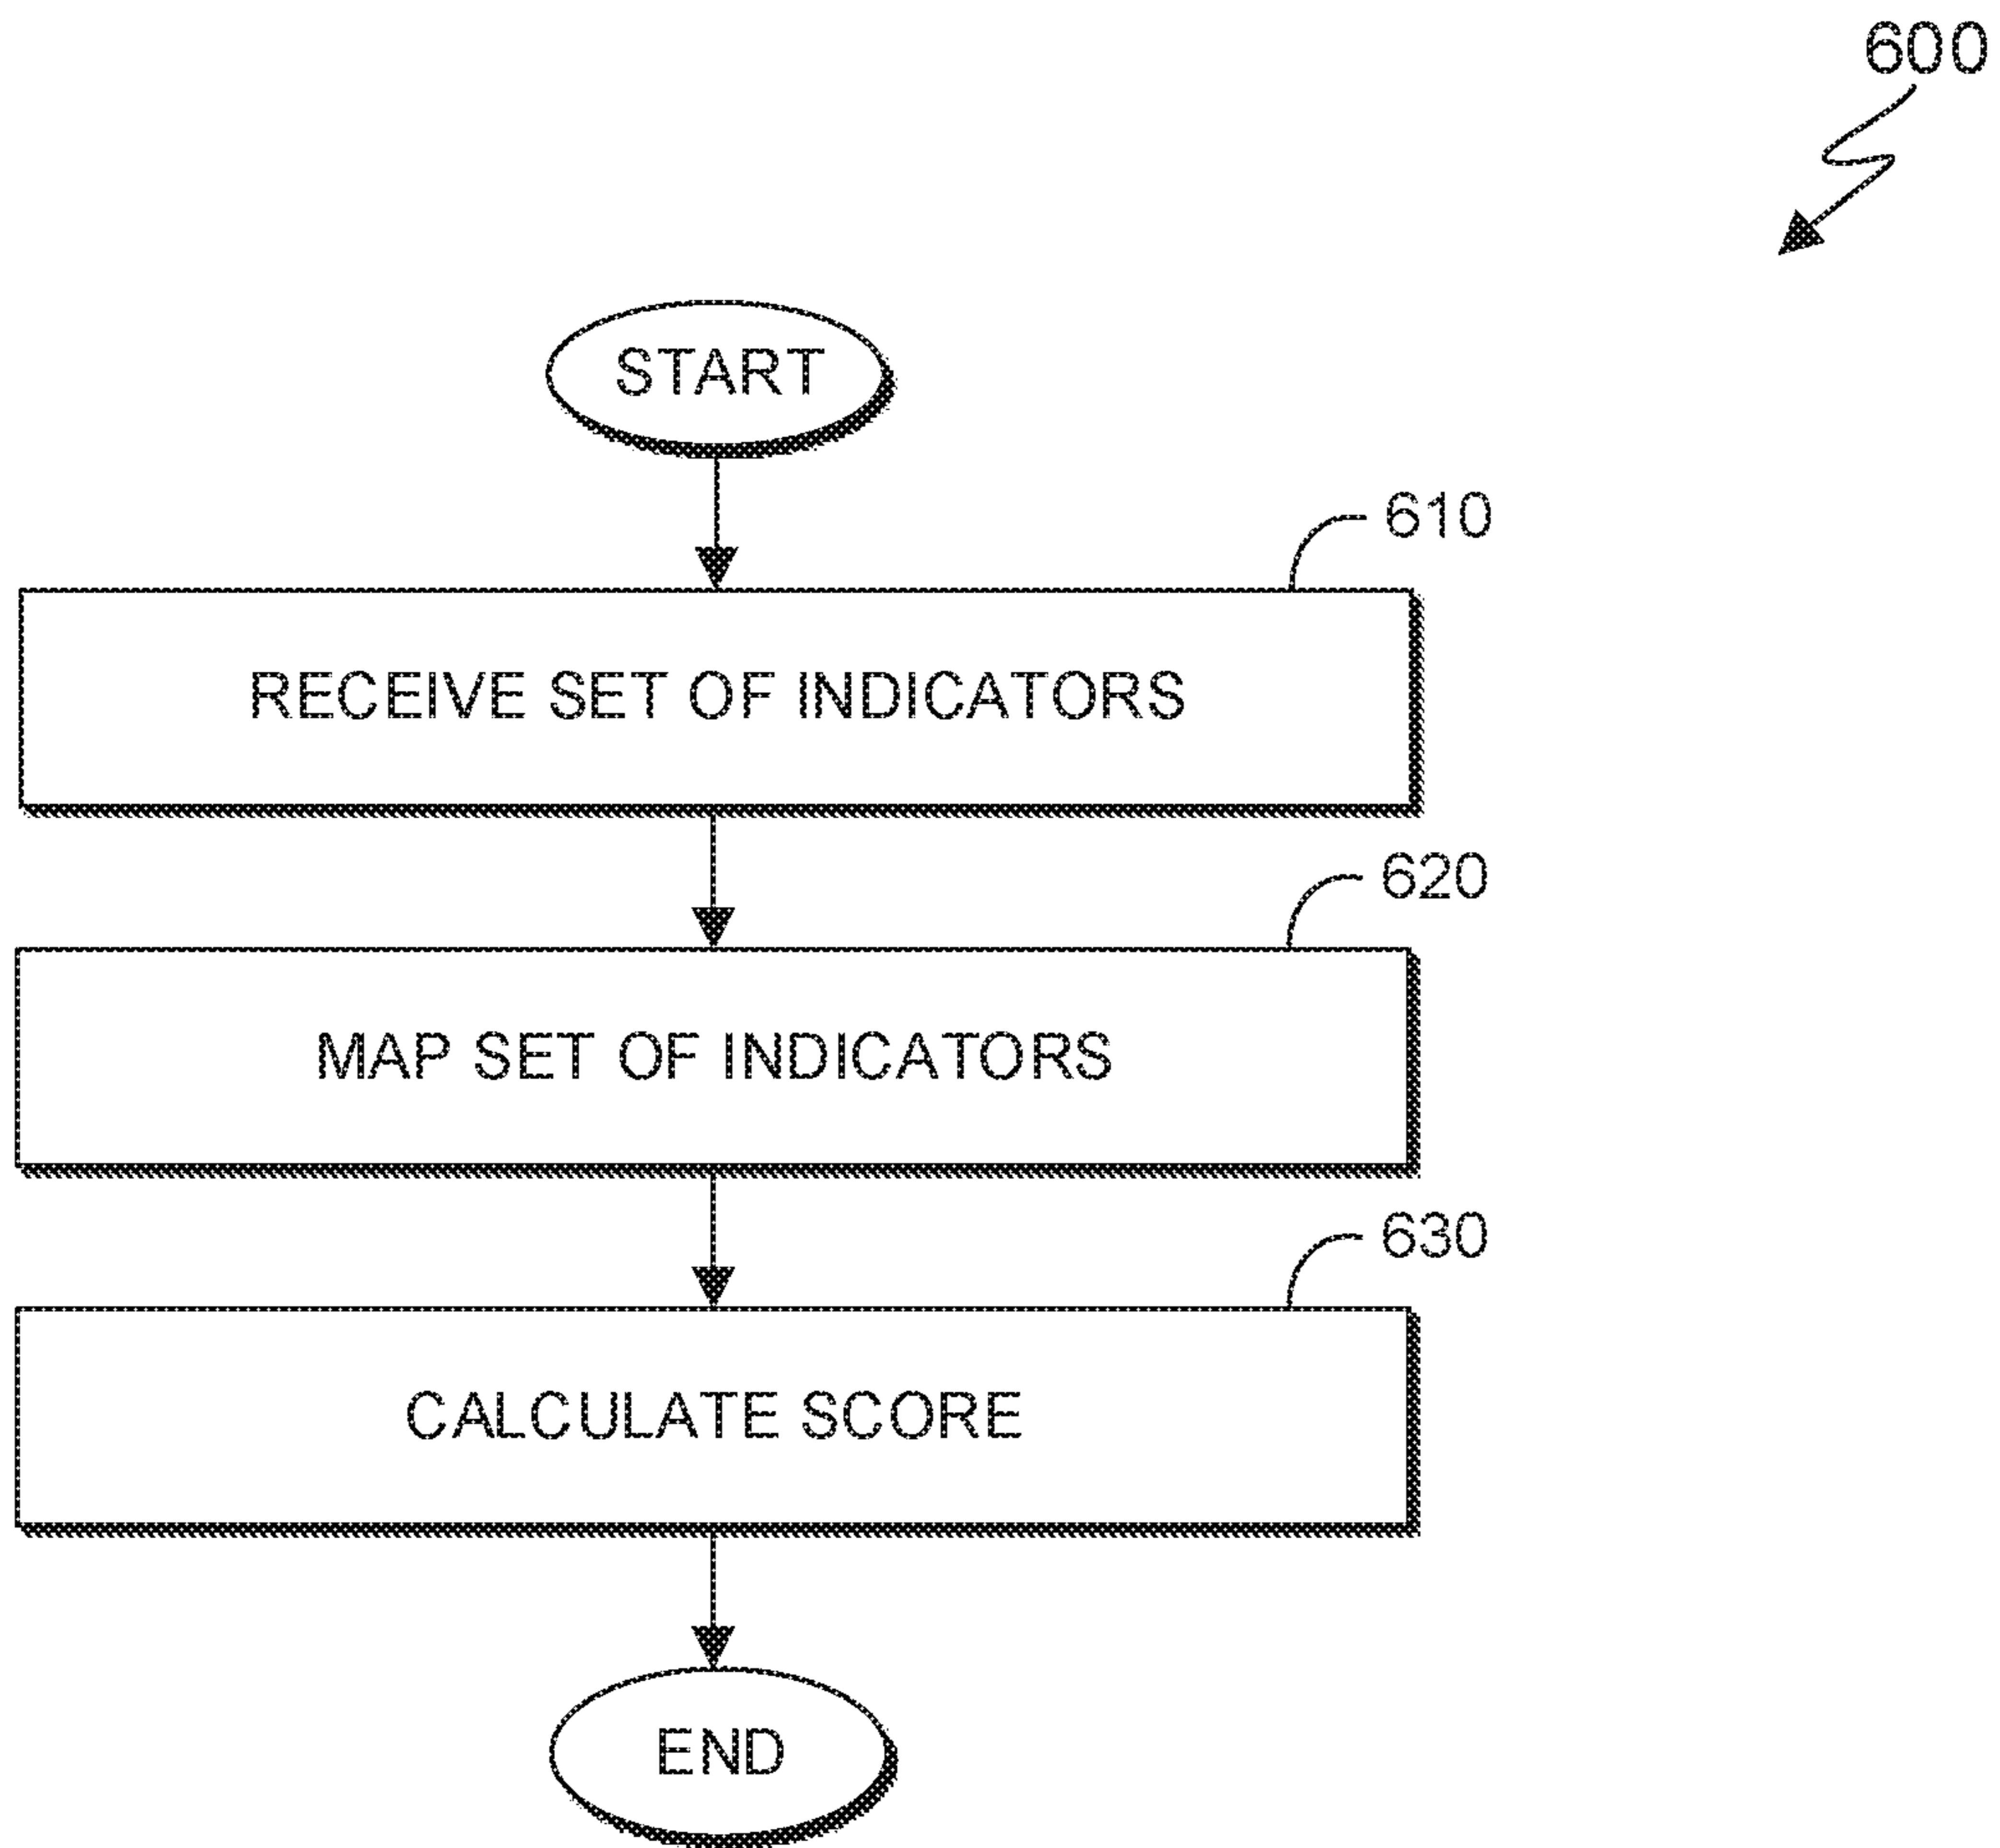 600
START
610
RECEIVE SET OF INDICATORS
620
MAP SET OF INDICATORS
630
CALCULATE SCORE
END